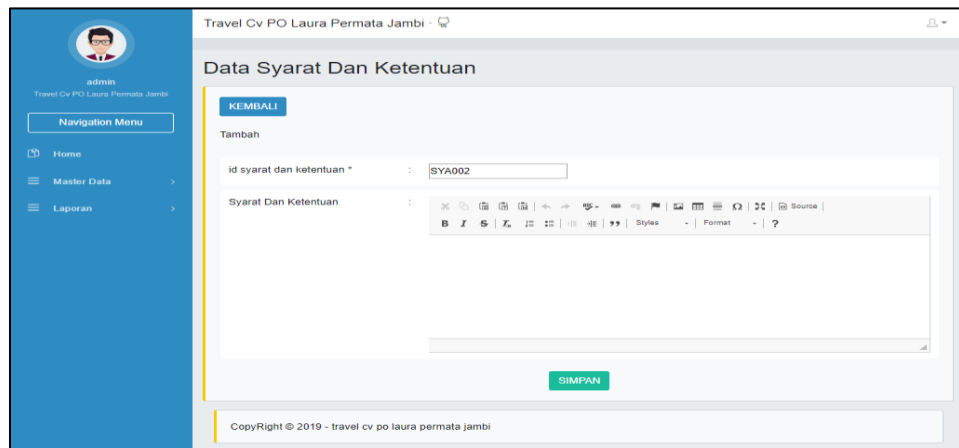 Travel Cv PO Laura Permata Jambi ·
admin
Travel Cv PO Laura Permata Jambi
Navigation Menu
Home
Master Data >
Laporan >
Data Syarat Dan Ketentuan
KEMBALI
Tambah
id syarat dan ketentuan * : SYA002
Syarat Dan Ketentuan :
Source
B I S Tx Styles Format ?
SIMPAN
CopyRight © 2019 - travel cv po laura permata jambi